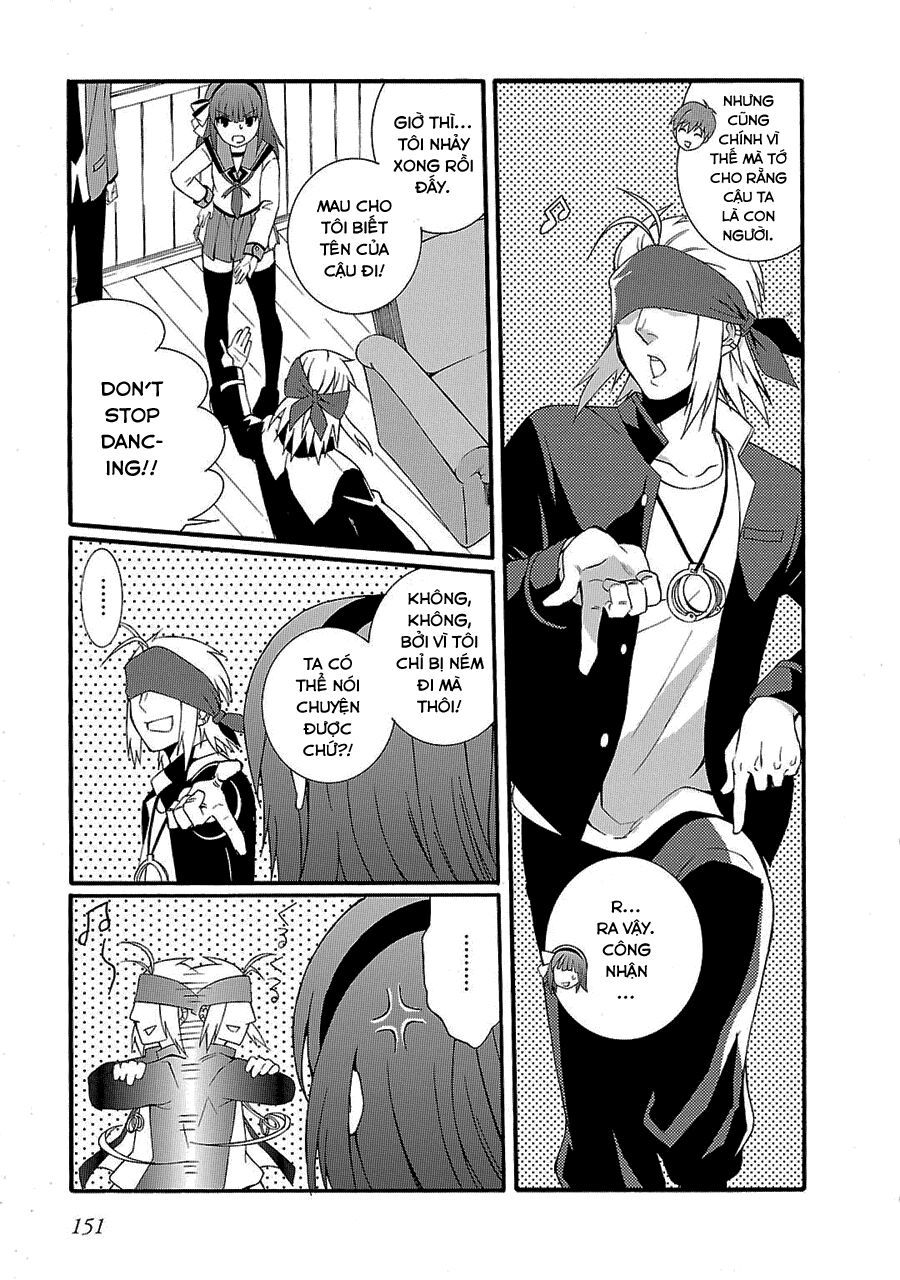 NHƯNG
CŨNG
CHÍNH VÌ
THẾ MÀ TỚ
CHO RẰNG
CẬU TA
LÀ CON
NGƯỜI.
R...
RA VẬY.
CÔNG
NHẬN
...
GIỜ THÌ...
TÔI NHẢY
XONG RỒI
ĐẤY.
MAU CHO
TÔI BIẾT
TÊN CỦA
CẬU ĐI!
DON'T
STOP
DANC-
ING!!
KHÔNG,
KHÔNG,
BỞI VÌ TÔI
CHỈ BỊ NÉM
ĐI MÀ
THÔI!
TA CÓ
THỂ NÓI
CHUYỆN
ĐƯỢC
CHỨ?!
......
......
151